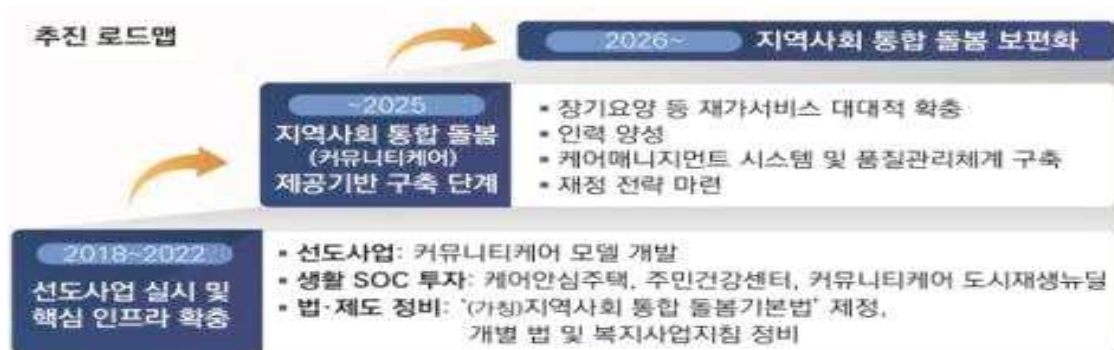 추진 로드맵
2026~ 지역사회 통합 돌봄 보편화
~2025
지역사회 통합 돌봄
(커뮤니티케어)
제공기반 구축 단계
▪ 장기요양 등 재가서비스 대대적 확충
▪ 인력 양성
▪ 케어매니지먼트 시스템 및 품질관리체계 구축
▪ 재정 전략 마련
2018~2022
선도사업 실시 및
핵심 인프라 확충
▪ 선도사업: 커뮤니티케어 모델 개발
▪ 생활 SOC 투자: 케어안심주택, 주민건강센터, 커뮤니티케어 도시재생뉴딜
▪ 법·제도 정비: '(가칭)지역사회 통합 돌봄기본법' 제정,
개별 법 및 복지사업지침 정비